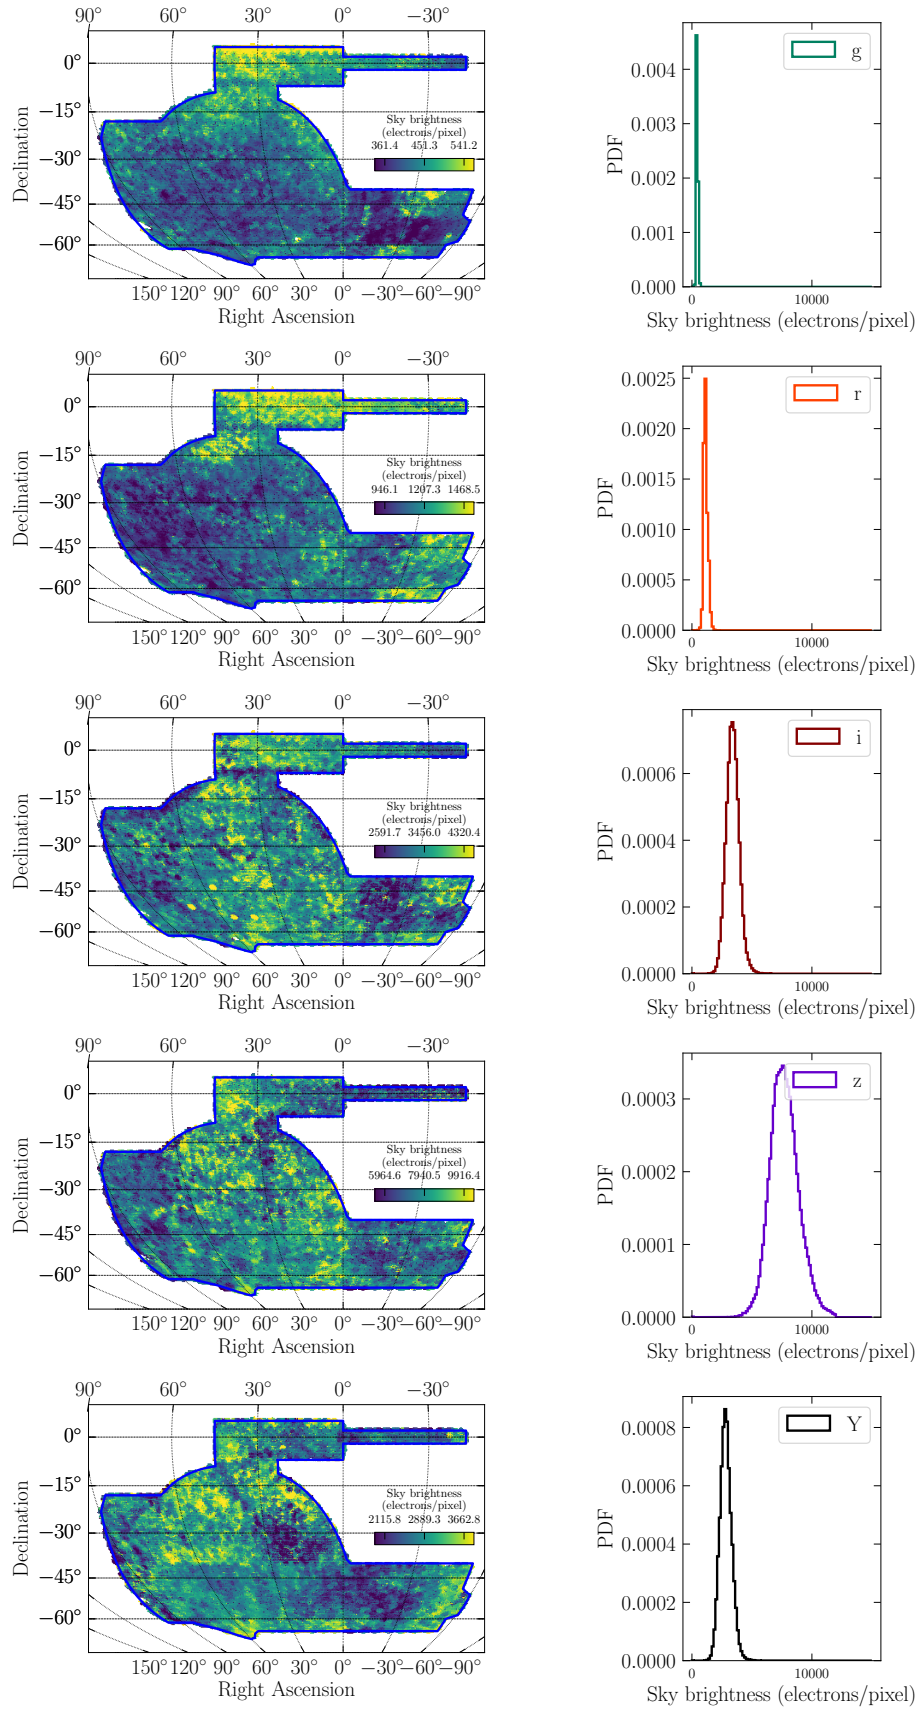 90° 60° 30° 0° −30°
0°
−15°
−30°
−45°
−60°
Declination
Sky brightness
(electrons/pixel)
361.4 451.3 541.2
150° 120° 90° 60° 30° 0° −30° −60° −90°
Right Ascension
0.004
0.003
0.002
0.001
0.000
PDF
g
0 10000
Sky brightness (electrons/pixel)
90° 60° 30° 0° −30°
0°
−15°
−30°
−45°
−60°
Declination
Sky brightness
(electrons/pixel)
946.1 1207.3 1468.5
150° 120° 90° 60° 30° 0° −30° −60° −90°
Right Ascension
0.0025
0.0020
0.0015
0.0010
0.0005
0.0000
PDF
r
0 10000
Sky brightness (electrons/pixel)
90° 60° 30° 0° −30°
0°
−15°
−30°
−45°
−60°
Declination
Sky brightness
(electrons/pixel)
2591.7 3456.0 4320.4
150° 120° 90° 60° 30° 0° −30° −60° −90°
Right Ascension
0.0006
0.0004
0.0002
0.0000
PDF
i
0 10000
Sky brightness (electrons/pixel)
90° 60° 30° 0° −30°
0°
−15°
−30°
−45°
−60°
Declination
Sky brightness
(electrons/pixel)
5964.6 7940.5 9916.4
150° 120° 90° 60° 30° 0° −30° −60° −90°
Right Ascension
0.0003
0.0002
0.0001
0.0000
PDF
z
0 10000
Sky brightness (electrons/pixel)
90° 60° 30° 0° −30°
0°
−15°
−30°
−45°
−60°
Declination
Sky brightness
(electrons/pixel)
2115.8 2889.3 3662.8
150° 120° 90° 60° 30° 0° −30° −60° −90°
Right Ascension
0.0008
0.0006
0.0004
0.0002
0.0000
PDF
Y
0 10000
Sky brightness (electrons/pixel)